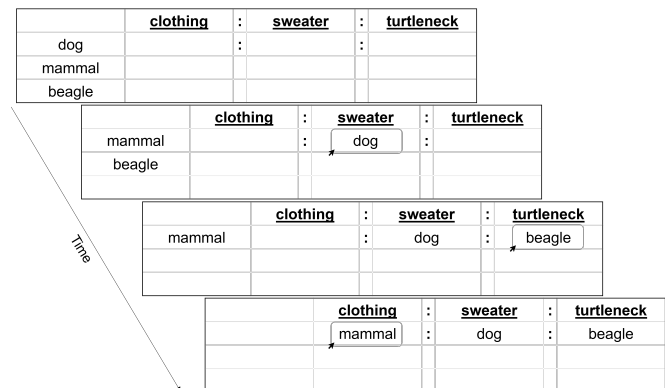 clothing : sweater : turtleneck
dog : :
mammal
beagle
clothing : sweater : turtleneck
mammal : dog :
beagle
clothing : sweater : turtleneck
mammal : dog : beagle
Time
clothing : sweater : turtleneck
mammal : dog : beagle